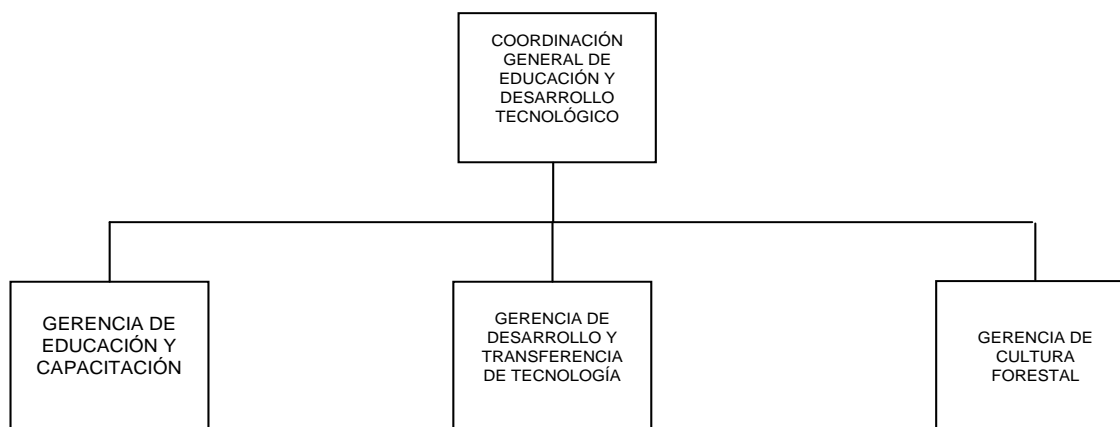 COORDINACIÓN
GENERAL DE
EDUCACIÓN Y
DESARROLLO
TECNOLÓGICO
GERENCIA DE
EDUCACIÓN Y
CAPACITACIÓN
GERENCIA DE
DESARROLLO Y
TRANSFERENCIA
DE TECNOLOGÍA
GERENCIA DE
CULTURA
FORESTAL